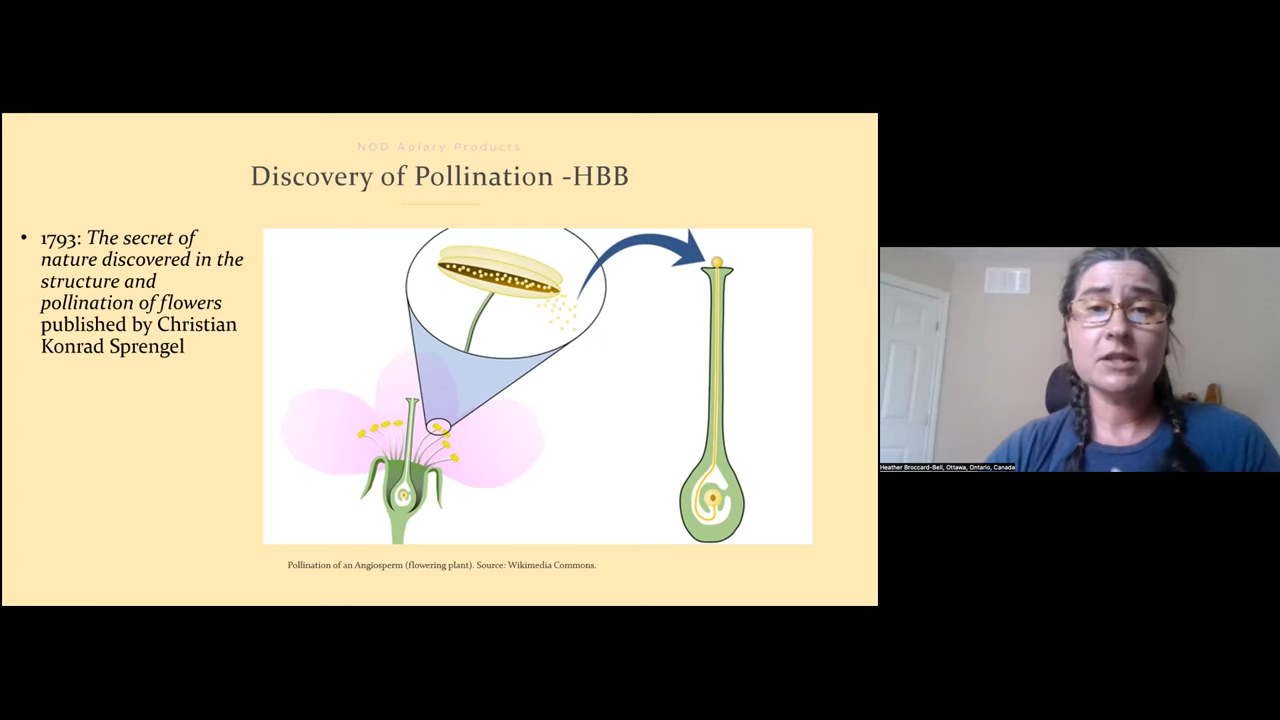 NOD Apiary Products
Discovery of Pollination -HBB
• 1793: The secret of
nature discovered in the
structure and
pollination of flowers
published by Christian
Konrad Sprengel
Pollination of an Angiosperm (flowering plant). Source: Wikimedia Commons.
Heather Broccard-Bell, Ottawa, Ontario, Canada